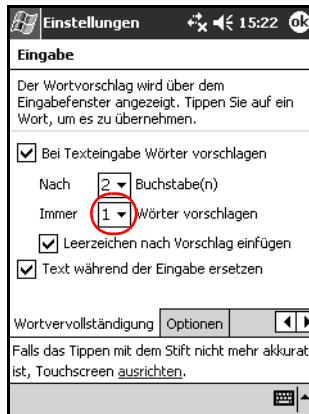 Einstellungen 15:22 ok
Eingabe
Der Wortvorschlag wird über dem
Eingabefenster angezeigt. Tippen Sie auf ein
Wort, um es zu übernehmen.
Bei Texteingabe Wörter vorschlagen
Nach 2 Buchstabe(n)
Immer 1 Wörter vorschlagen
Leerzeichen nach Vorschlag einfügen
Text während der Eingabe ersetzen
Wortvervollständigung Optionen
Falls das Tippen mit dem Stift nicht mehr akkurat
ist, Touchscreen ausrichten.